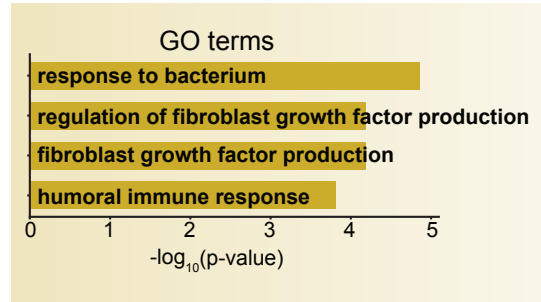 GO terms
response to bacterium
regulation of fibroblast growth factor production
fibroblast growth factor production
humoral immune response
0 1 2 3 4 5
-log10(p-value)